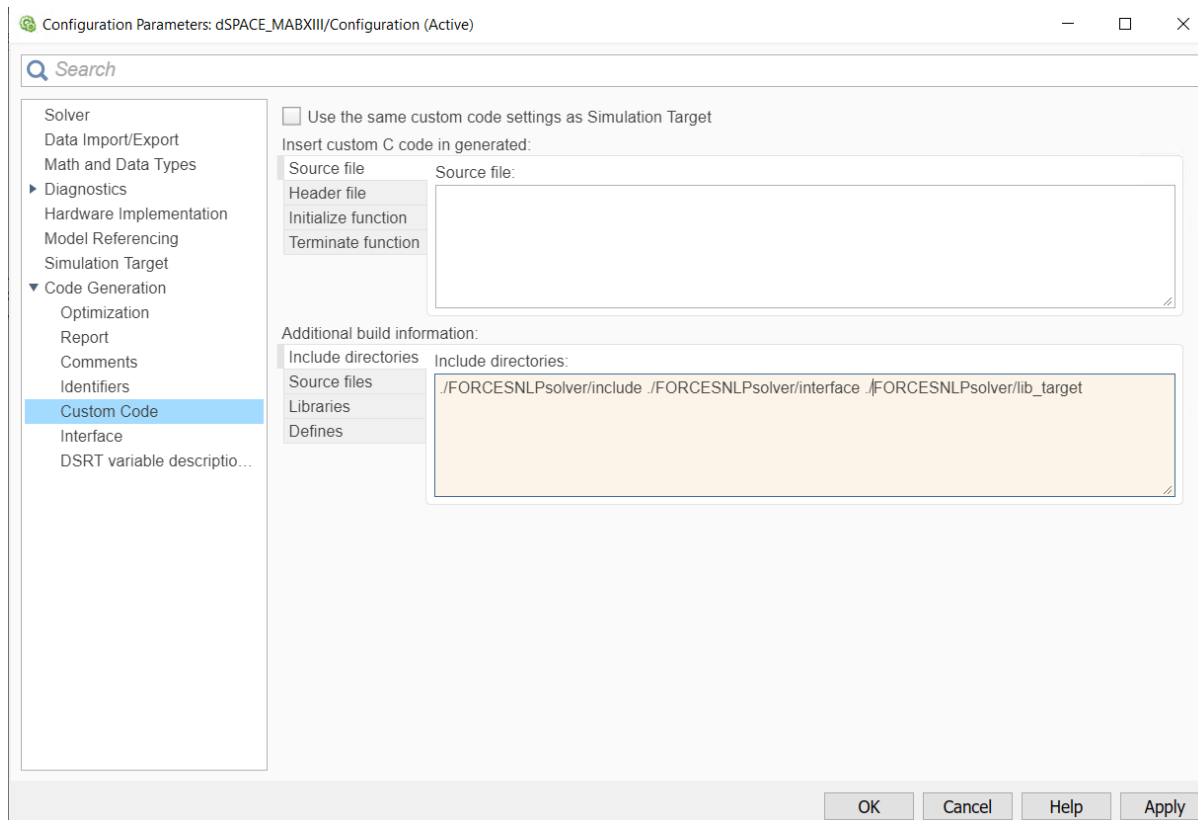 Configuration Parameters: dSPACE_MABXIII/Configuration (Active)
Search
Solver
Data Import/Export
Math and Data Types
Diagnostics
Hardware Implementation
Model Referencing
Simulation Target
Code Generation
Optimization
Report
Comments
Identifiers
Custom Code
Interface
DSRT variable descriptio...
Use the same custom code settings as Simulation Target
Insert custom C code in generated:
Source file
Header file
Initialize function
Terminate function
Source file:
Additional build information:
Include directories
Source files
Libraries
Defines
Include directories:
./FORCESNLPsolver/include ./FORCESNLPsolver/interface ./FORCESNLPsolver/lib_target
OK Cancel Help Apply